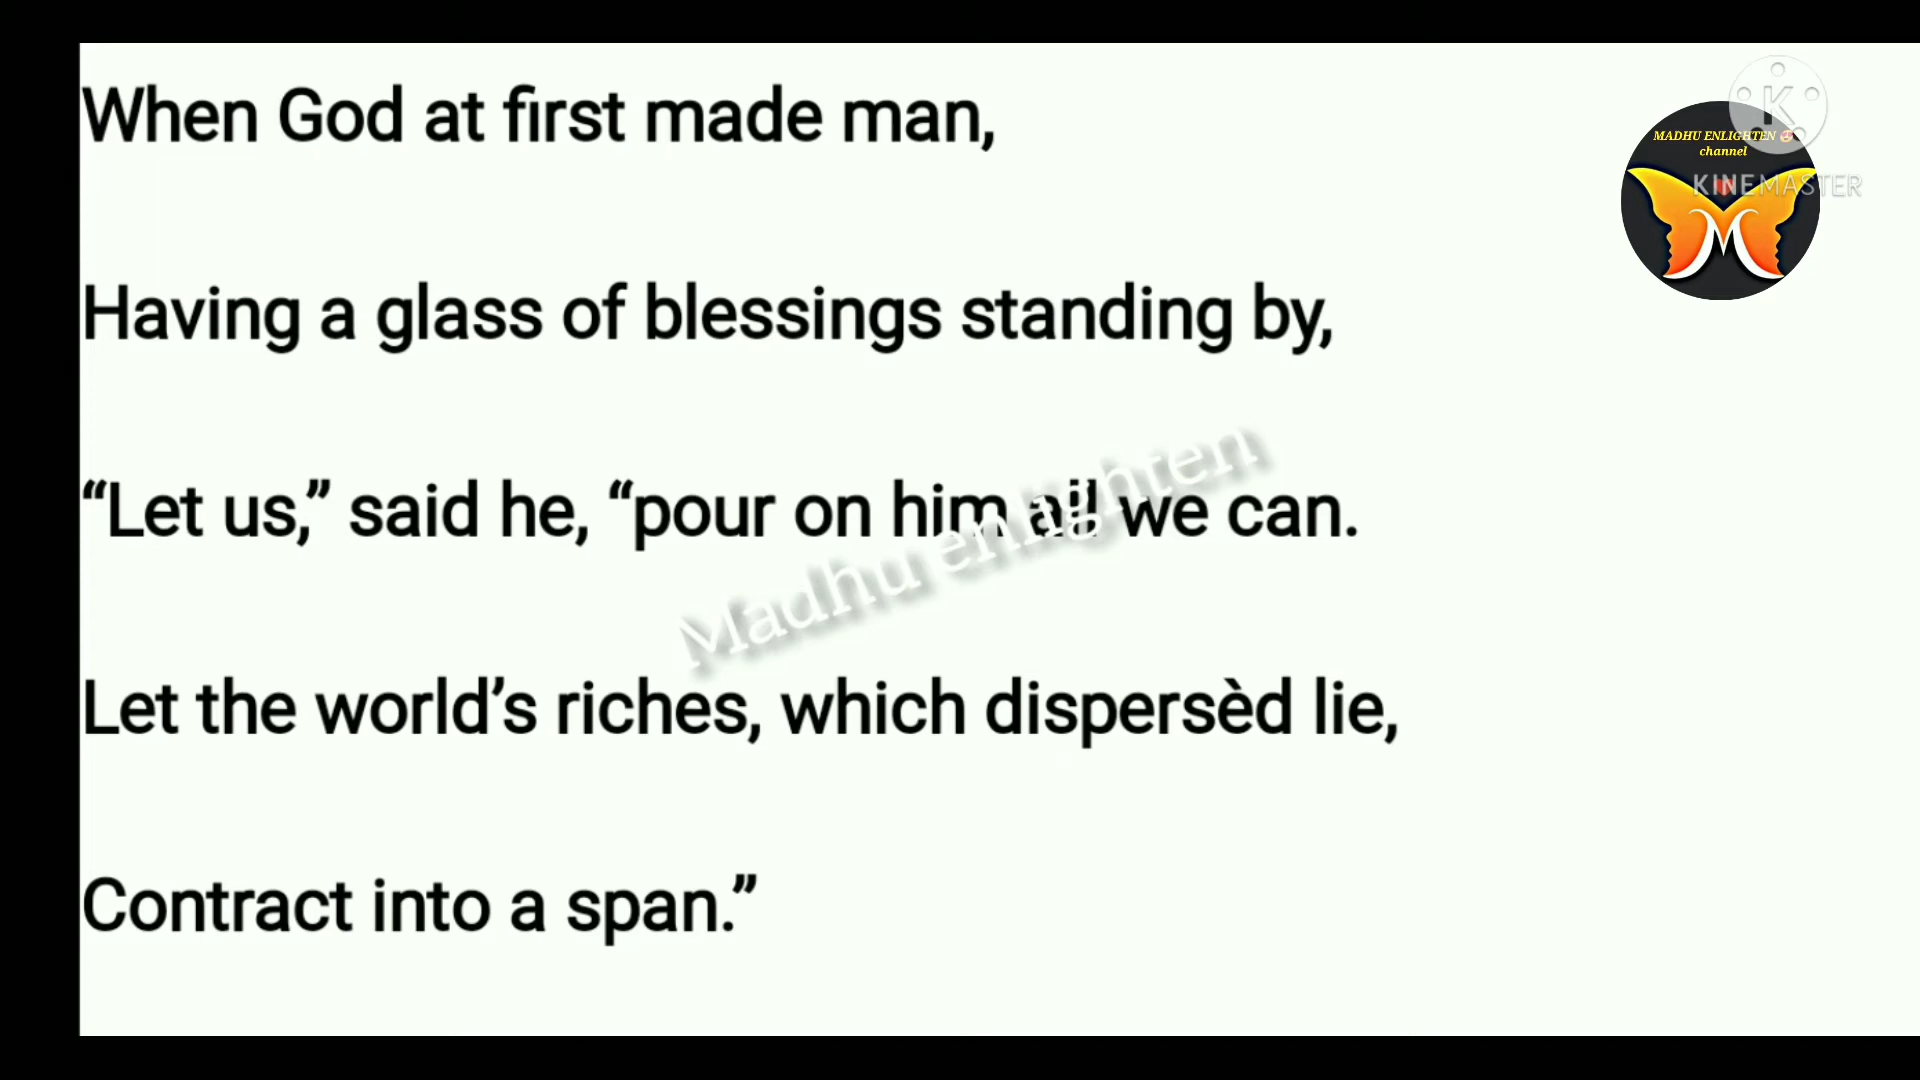 When God at first made man,
Having a glass of blessings standing by,
“Let us,” said he, “pour on him all we can.
Let the world’s riches, which dispersèd lie,
Contract into a span.”
Madhu enlighten
MADHU ENLIGHTEN
channel
K
KINEMASTER
M